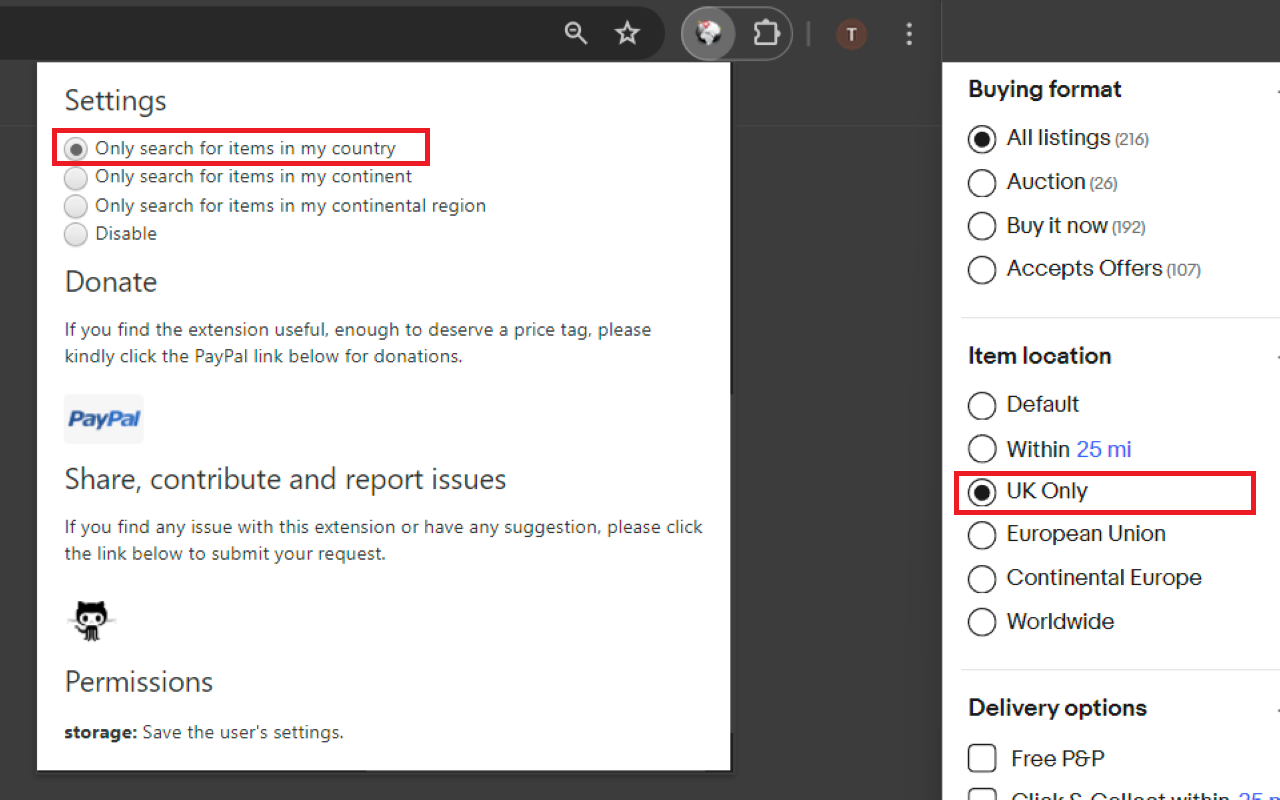 T
Settings
Only search for items in my country
Only search for items in my continent
Only search for items in my continental region
Disable
Donate
If you find the extension useful, enough to deserve a price tag, please
kindly click the PayPal link below for donations.
PayPal
Share, contribute and report issues
If you find any issue with this extension or have any suggestion, please click
the link below to submit your request.
Permissions
storage: Save the user's settings.
Buying format
All listings (216)
Auction (26)
Buy it now (192)
Accepts Offers (107)
Item location
Default
Within 25 mi
UK Only
European Union
Continental Europe
Worldwide
Delivery options
Free P&P
Click & Collect within 25